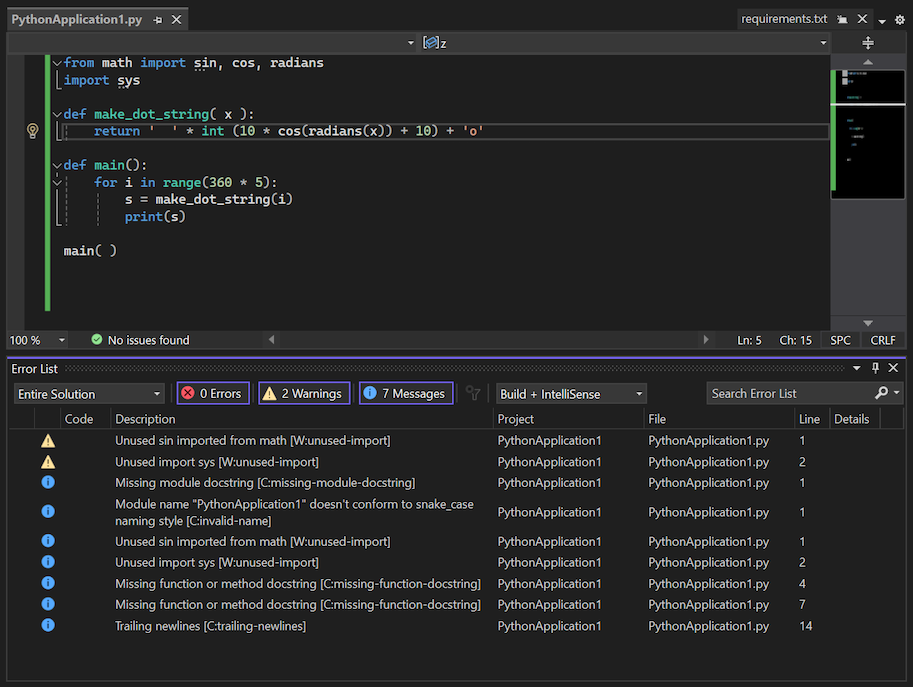 PythonApplication1.py
requirements.txt
z
from math import sin, cos, radians
import sys
def make_dot_string( x ):
    return '  ' * int (10 * cos(radians(x)) + 10) + 'o'
def main():
    for i in range(360 * 5):
        s = make_dot_string(i)
        print(s)
main( )
100 % No issues found Ln: 5 Ch: 15 SPC CRLF
Error List
Entire Solution 0 Errors 2 Warnings 7 Messages Build + IntelliSense Search Error List
Code Description Project File Line Details
Unused sin imported from math [W:unused-import] PythonApplication1 PythonApplication1.py 1
Unused import sys [W:unused-import] PythonApplication1 PythonApplication1.py 2
Missing module docstring [C:missing-module-docstring] PythonApplication1 PythonApplication1.py 1
Module name "PythonApplication1" doesn't conform to snake_case
naming style [C:invalid-name] PythonApplication1 PythonApplication1.py 1
Unused sin imported from math [W:unused-import] PythonApplication1 PythonApplication1.py 1
Unused import sys [W:unused-import] PythonApplication1 PythonApplication1.py 2
Missing function or method docstring [C:missing-function-docstring] PythonApplication1 PythonApplication1.py 4
Missing function or method docstring [C:missing-function-docstring] PythonApplication1 PythonApplication1.py 7
Trailing newlines [C:trailing-newlines] PythonApplication1 PythonApplication1.py 14